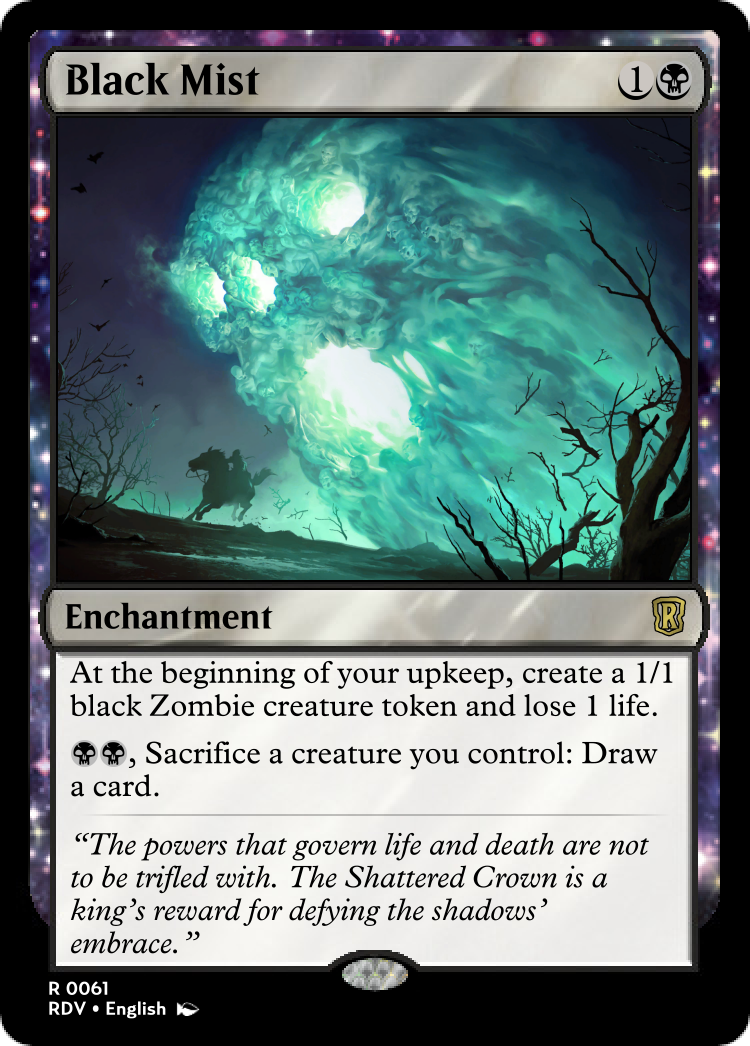 Black Mist 1
Enchantment R
At the beginning of your upkeep, create a 1/1
black Zombie creature token and lose 1 life.
, Sacrifice a creature you control: Draw
a card.
“The powers that govern life and death are not
to be trifled with. The Shattered Crown is a
king’s reward for defying the shadows’
embrace.”
R 0061
RDV • English